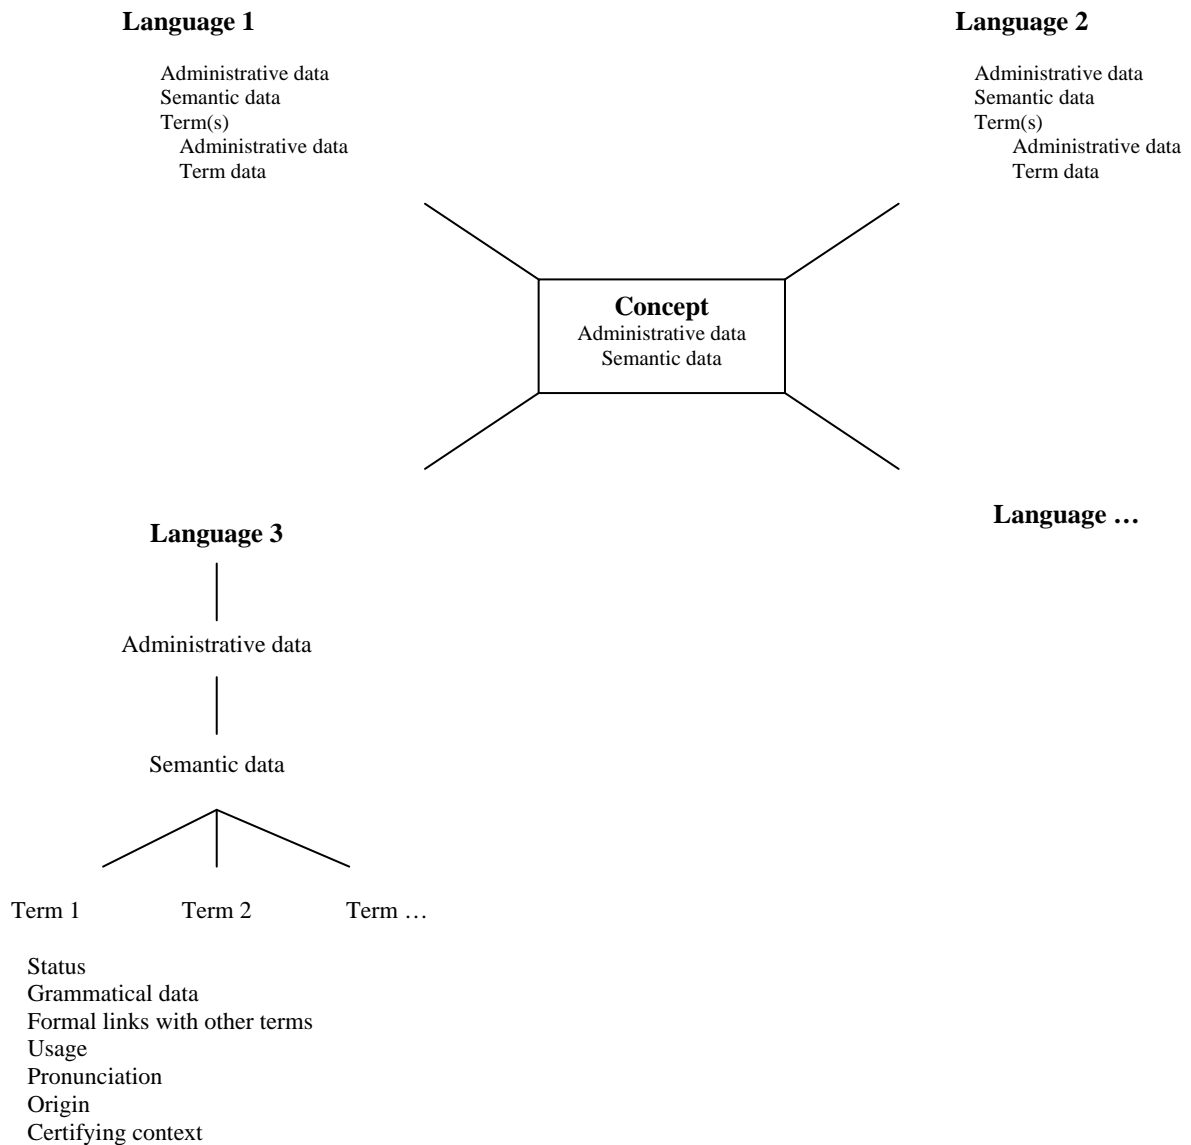 Language 1
Administrative data
Semantic data
Term(s)
Administrative data
Term data
Language 2
Administrative data
Semantic data
Term(s)
Administrative data
Term data
Concept
Administrative data
Semantic data
Language 3
Administrative data
Semantic data
Term 1
Term 2
Term …
Status
Grammatical data
Formal links with other terms
Usage
Pronunciation
Origin
Certifying context
Language …